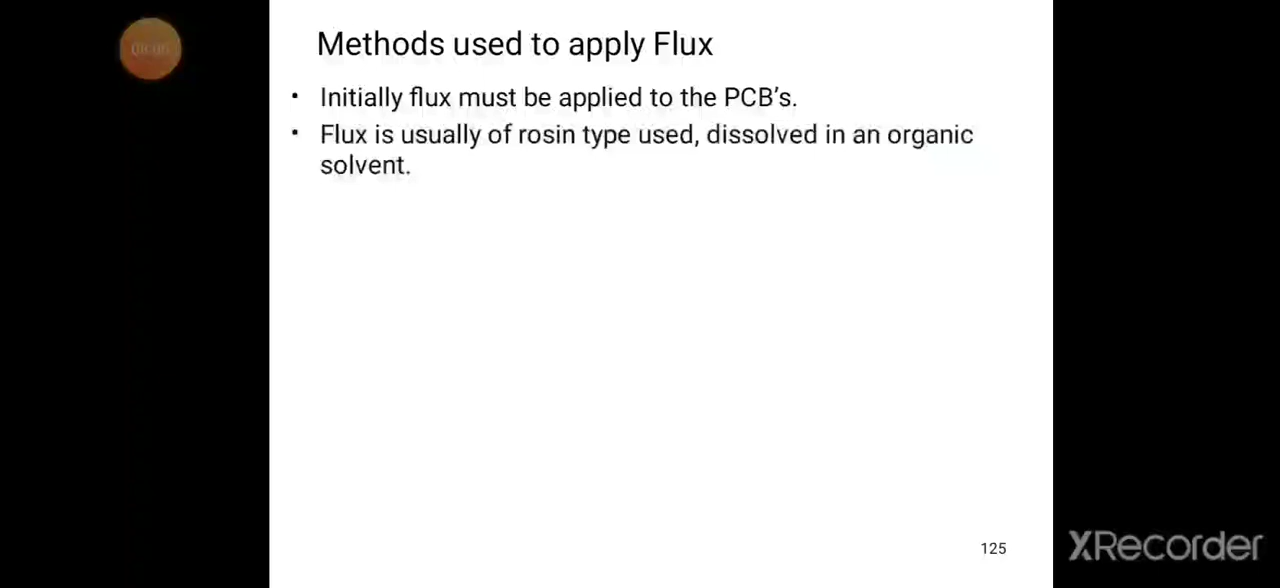 Methods used to apply Flux
• Initially flux must be applied to the PCB’s.
• Flux is usually of rosin type used, dissolved in an organic
solvent.
125
XRecorder